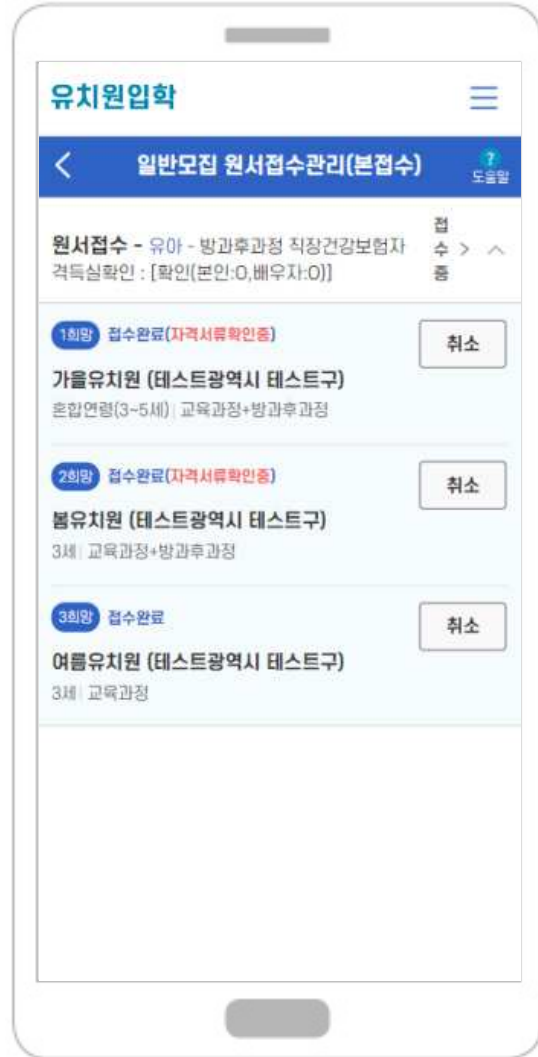 유치원입학
일반모집 원서접수관리(본접수)
?
도움말
원서접수 - 유아 - 방과후과정 직장건강보험자
격득실확인 : [확인(본인:O,배우자:O)]
접
수
중
1희망 접수완료(자격서류확인중)
취소
가을유치원 (테스트광역시 테스트구)
혼합연령(3~5세) | 교육과정+방과후과정
2희망 접수완료(자격서류확인중)
취소
봄유치원 (테스트광역시 테스트구)
3세 | 교육과정+방과후과정
3희망 접수완료
취소
여름유치원 (테스트광역시 테스트구)
3세 | 교육과정